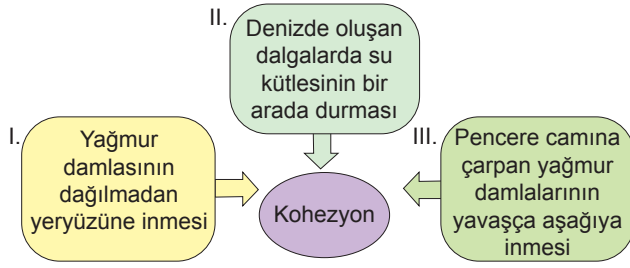 I.
Yağmur
damlasının
dağılmadan
yeryüzüne inmesi
II.
Denizde oluşan
dalgalarda su
kütlesinin bir
arada durması
III.
Pencere camına
çarpan yağmur
damlalarının
yavaşça aşağıya
inmesi
Kohezyon